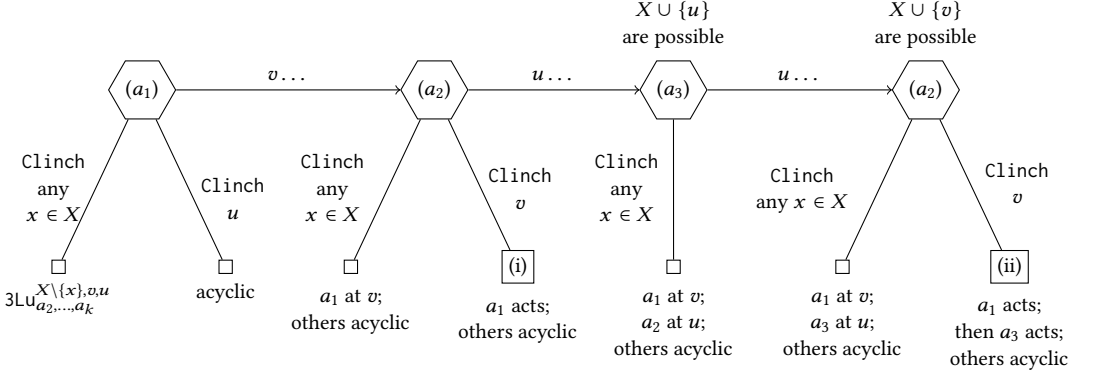 X ∪ {u}
are possible
X ∪ {v}
are possible
(a₁)
v...
(a₂)
u...
(a₃)
u...
(a₂)
Clinch
any
x ∈ X
Clinch
u
Clinch
any
x ∈ X
Clinch
v
Clinch
any
x ∈ X
Clinch
any x ∈ X
Clinch
v
3Lu^{X\{x},v,u}_{a₂,...,a_k}
acyclic
a₁ at v;
others acyclic
(i)
a₁ acts;
others acyclic
a₁ at v;
a₂ at u;
others acyclic
a₁ at v;
a₃ at u;
others acyclic
(ii)
a₁ acts;
then a₃ acts;
others acyclic